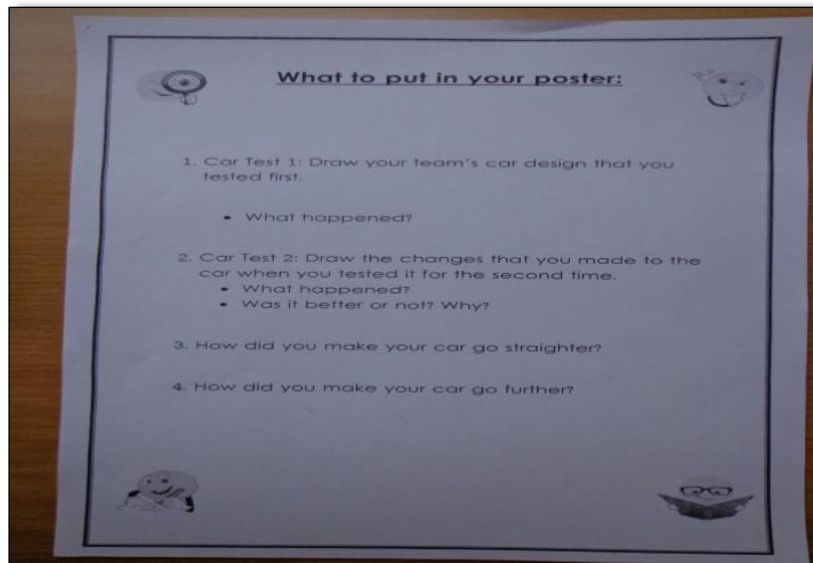 What to put in your poster:
1. Car Test 1: Draw your team's car design that you
tested first.
• What happened?
2. Car Test 2: Draw the changes that you made to the
car when you tested it for the second time.
• What happened?
• Was it better or not? Why?
3. How did you make your car go straighter?
4. How did you make your car go further?